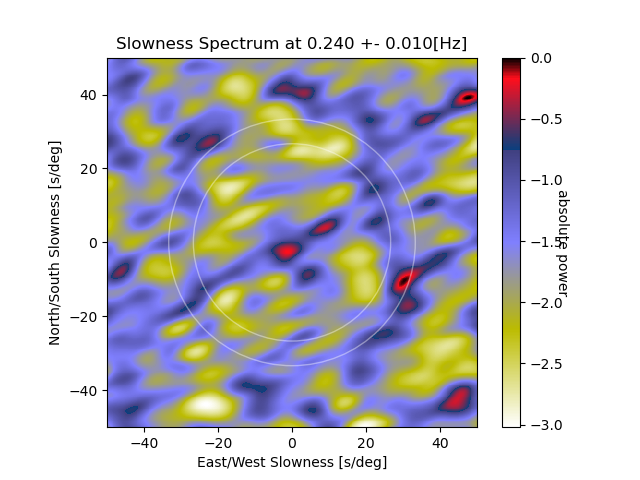 Slowness Spectrum at 0.240 +- 0.010[Hz]
North/South Slowness [s/deg]
40
20
0
−20
−40
−40 −20 0 20 40
East/West Slowness [s/deg]
0.0
−0.5
−1.0
−1.5
−2.0
−2.5
−3.0
absolute power